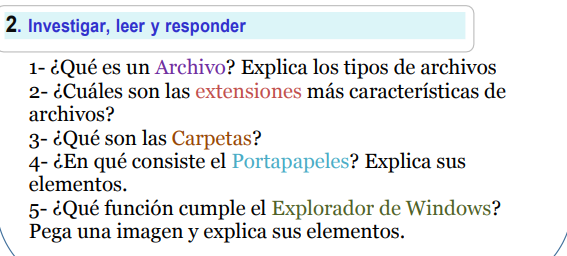 2. Investigar, leer y responder
1- ¿Qué es un Archivo? Explica los tipos de archivos
2- ¿Cuáles son las extensiones más características de
archivos?
3- ¿Qué son las Carpetas?
4- ¿En qué consiste el Portapapeles? Explica sus
elementos.
5- ¿Qué función cumple el Explorador de Windows?
Pega una imagen y explica sus elementos.